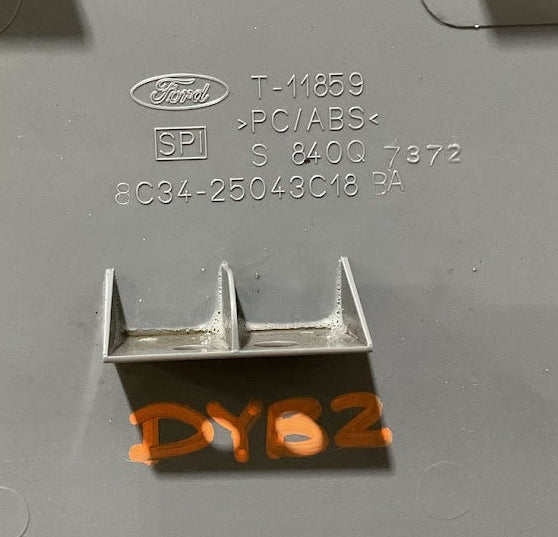 Ford T-11859
>PC/ABS<
SPI S 840Q 7372
8C34-25043C18 BA
DYB2